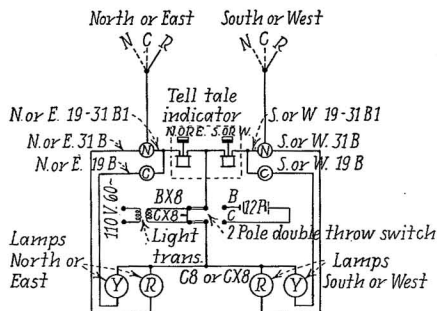 North or East
South or West
N C R
N C R
Tell tale
indicator
N.OR E. S.OR W.
N.or E. 19-31 B1
S.or W 19-31 B1
N.or E. 31 B
N
N
S.or W. 31 B
N.or E. 19 B
C
C
S.or W. 19 B
110 V. 60~
BX8
CX8
B
C
12 R
Light
trans.
2 Pole double throw switch
Lamps
North or
East
C8 or CX8
Lamps
South or West
Y
R
R
Y